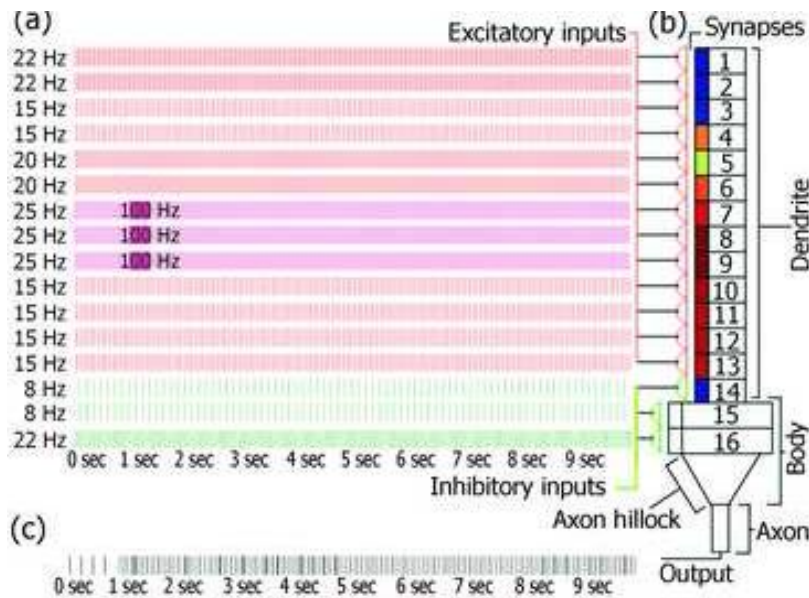 (a)
Excitatory inputs
(b)
Synapses
22 Hz
22 Hz
15 Hz
15 Hz
20 Hz
20 Hz
25 Hz 100 Hz
25 Hz 100 Hz
25 Hz 100 Hz
15 Hz
15 Hz
15 Hz
15 Hz
8 Hz
8 Hz
22 Hz
0 sec 1 sec 2 sec 3 sec 4 sec 5 sec 6 sec 7 sec 8 sec 9 sec
1
2
3
4
5
6
7
8
9
10
11
12
13
14
15
16
Dendrite
Body
Inhibitory inputs
Axon hillock
Axon
Output
(c)
0 sec 1 sec 2 sec 3 sec 4 sec 5 sec 6 sec 7 sec 8 sec 9 sec